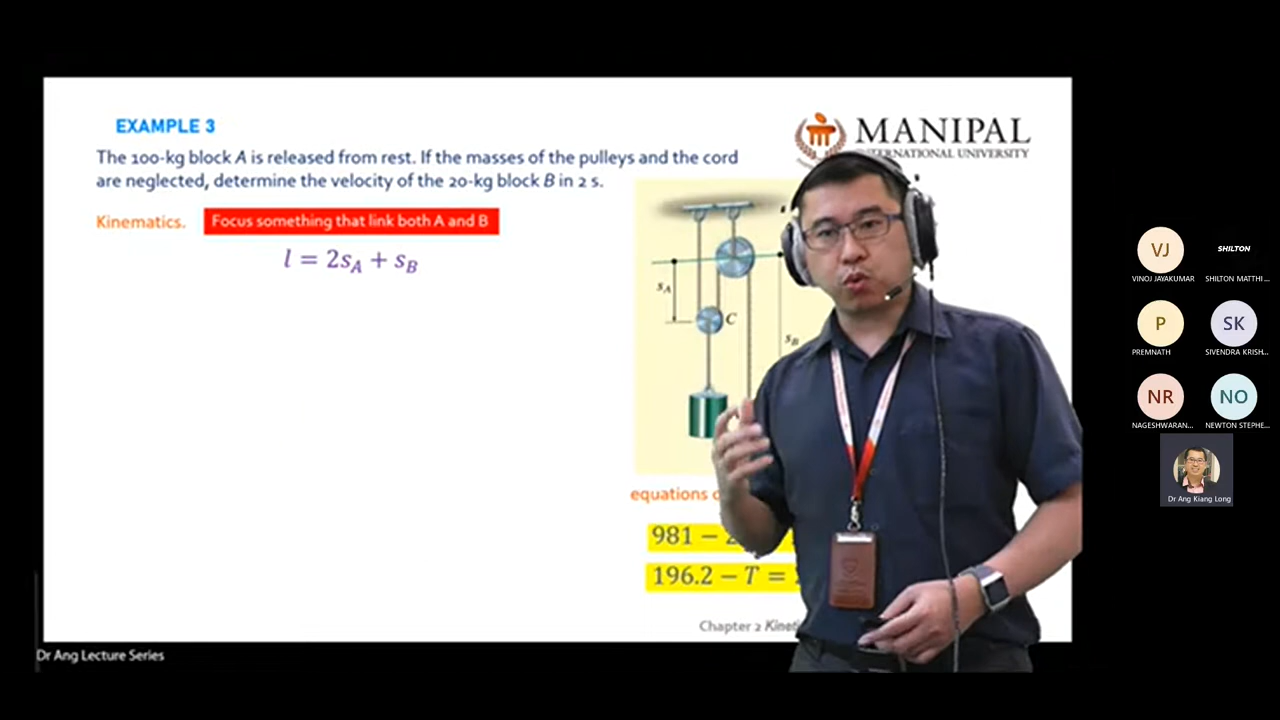 EXAMPLE 3
MANIPAL
INTERNATIONAL UNIVERSITY
The 100-kg block A is released from rest. If the masses of the pulleys and the cord
are neglected, determine the velocity of the 20-kg block B in 2 s.
Kinematics. Focus something that link both A and B
l = 2s_A + s_B
s_A
C
s_B
equations
981 −
196.2 − T =
Chapter 2
Dr Ang Lecture Series
VJ
VINOJ JAYAKUMAR
SHILTON
SHILTON MATTHI...
P
PREMNATH
SK
SIVENDRA KRISH...
NR
NAGESHWARAN...
NO
NEWTON STEPHE...
Dr Ang Kiang Long